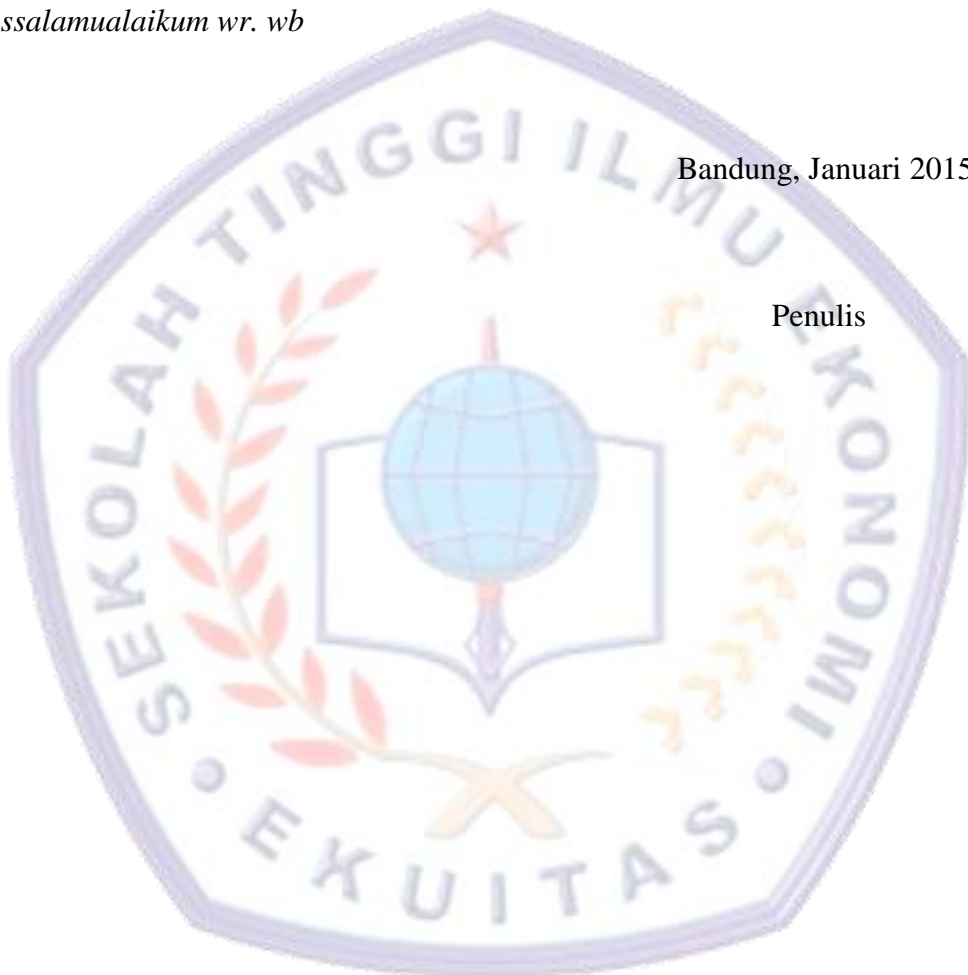 ssalamualaikum wr. wb
Bandung, Januari 2015
Penulis
SEKOLAH TINGGI ILMU EKONOMI
• EKUITAS •